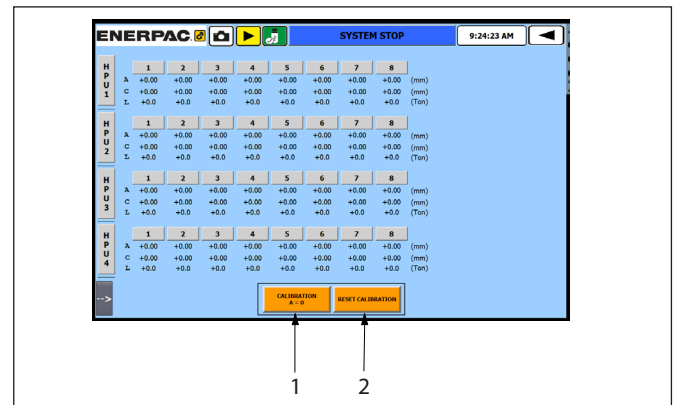 ENERPAC SYSTEM STOP 9:24:23 AM
HPU1
1 2 3 4 5 6 7 8
A +0.00 +0.00 +0.00 +0.00 +0.00 +0.00 +0.00 +0.00 (mm)
C +0.00 +0.00 +0.00 +0.00 +0.00 +0.00 +0.00 +0.00 (mm)
L +0.0 +0.0 +0.0 +0.0 +0.0 +0.0 +0.0 +0.0 (Ton)
HPU2
1 2 3 4 5 6 7 8
A +0.00 +0.00 +0.00 +0.00 +0.00 +0.00 +0.00 +0.00 (mm)
C +0.00 +0.00 +0.00 +0.00 +0.00 +0.00 +0.00 +0.00 (mm)
L +0.0 +0.0 +0.0 +0.0 +0.0 +0.0 +0.0 +0.0 (Ton)
HPU3
1 2 3 4 5 6 7 8
A +0.00 +0.00 +0.00 +0.00 +0.00 +0.00 +0.00 +0.00 (mm)
C +0.00 +0.00 +0.00 +0.00 +0.00 +0.00 +0.00 +0.00 (mm)
L +0.0 +0.0 +0.0 +0.0 +0.0 +0.0 +0.0 +0.0 (Ton)
HPU4
1 2 3 4 5 6 7 8
A +0.00 +0.00 +0.00 +0.00 +0.00 +0.00 +0.00 +0.00 (mm)
C +0.00 +0.00 +0.00 +0.00 +0.00 +0.00 +0.00 +0.00 (mm)
L +0.0 +0.0 +0.0 +0.0 +0.0 +0.0 +0.0 +0.0 (Ton)
-->
CALIBRATION
A = 0
RESET CALIBRATION
1 2